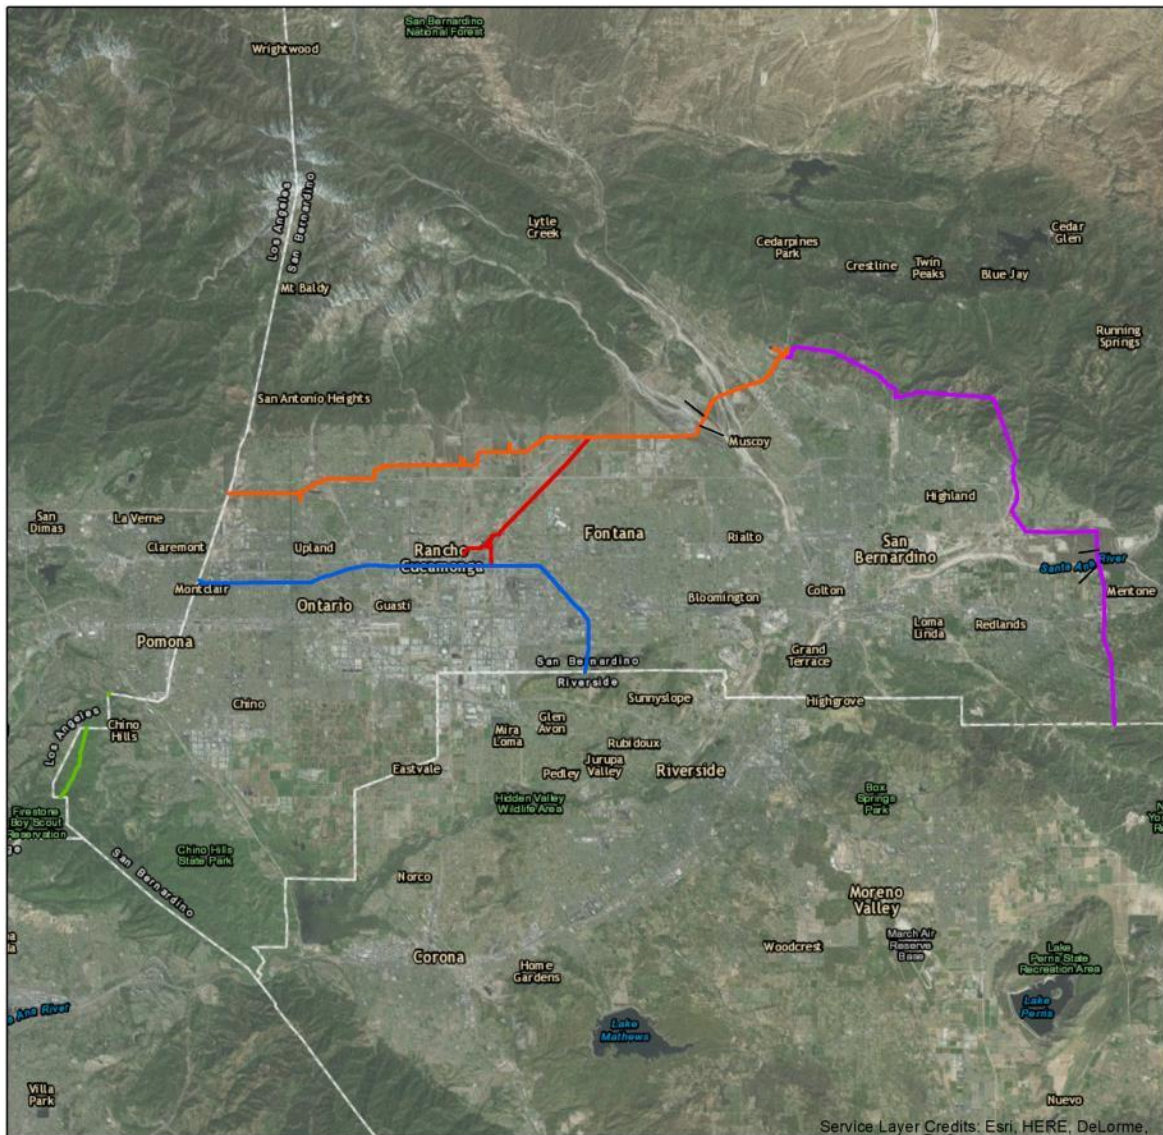 San Bernardino
National Forest
Wrightwood
Los Angeles
San Bernardino
Lytle
Creek
Cedar
Glen
Cedarpines
Park
Crestline
Twin
Peaks
Blue Jay
Mt Baldy
Running
Springs
San Antonio Heights
Muscoy
Highland
San
Dimas
La Verne
Claremont
Upland
Rancho
Cucamonga
Fontana
Rialto
San
Bernardino
Santa Ana River
Montclair
Ontario
Guasti
Bloomington
Colton
Mentone
Pomona
Loma
Linda
Redlands
Grand
Terrace
San Bernardino
Riverside
Sunnyslope
Highgrove
Chino
Los Angeles
Chino
Hills
Mira
Loma
Glen
Avon
Rubidoux
Eastvale
Pedley
Jurupa
Valley
Riverside
Hidden Valley
Wildlife Area
Box
Springs
Park
Firestone
Boy Scout
Reservation
Chino Hills
State Park
San Bernardino
Norco
Moreno
Valley
March Air
Reserve
Base
Woodcrest
Corona
Home
Gardens
Lake
Perris State
Recreation Area
Lake
Perris
Ana River
Lake
Mathews
Villa
Park
Nuevo
Service Layer Credits: Esri, HERE, DeLorme,